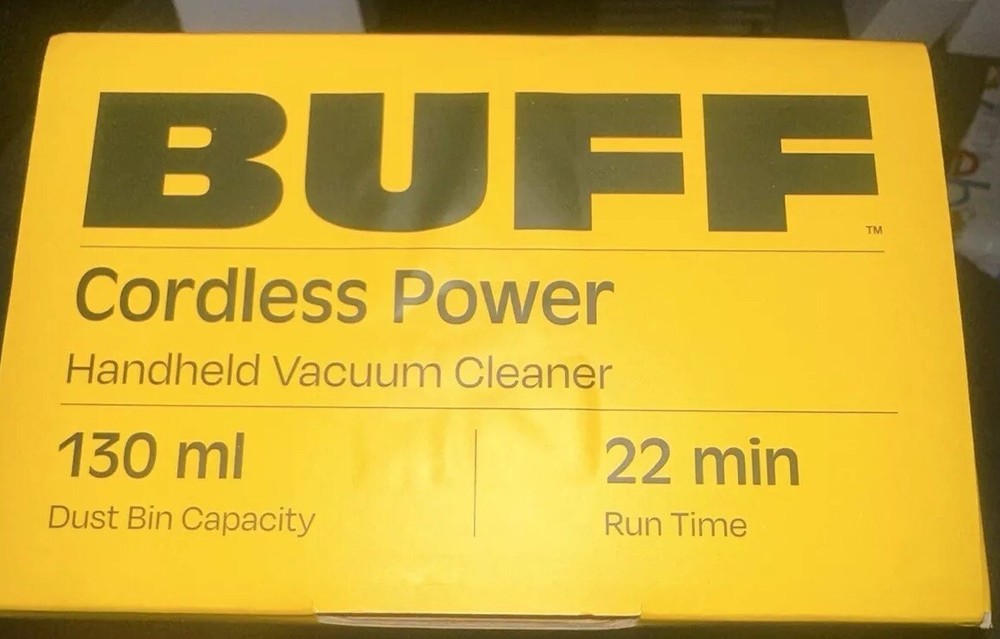 BUFF
TM
Cordless Power
Handheld Vacuum Cleaner
130 ml
Dust Bin Capacity
22 min
Run Time